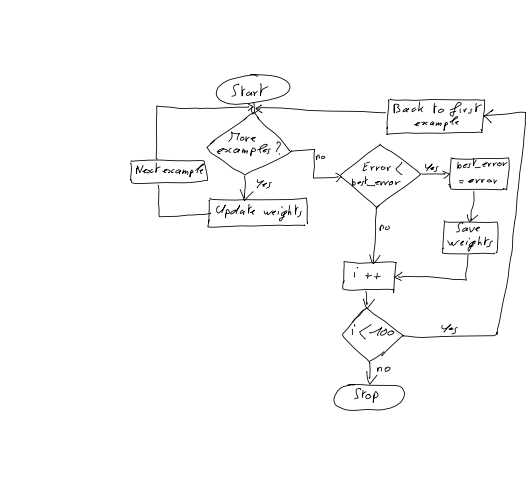 Start
Back to first
example
More
examples?
no
Error <
best_error
Yes
best_error
= error
Next example
Yes
Update weights
no
Save
weights
i ++
i < 100
Yes
no
Stop